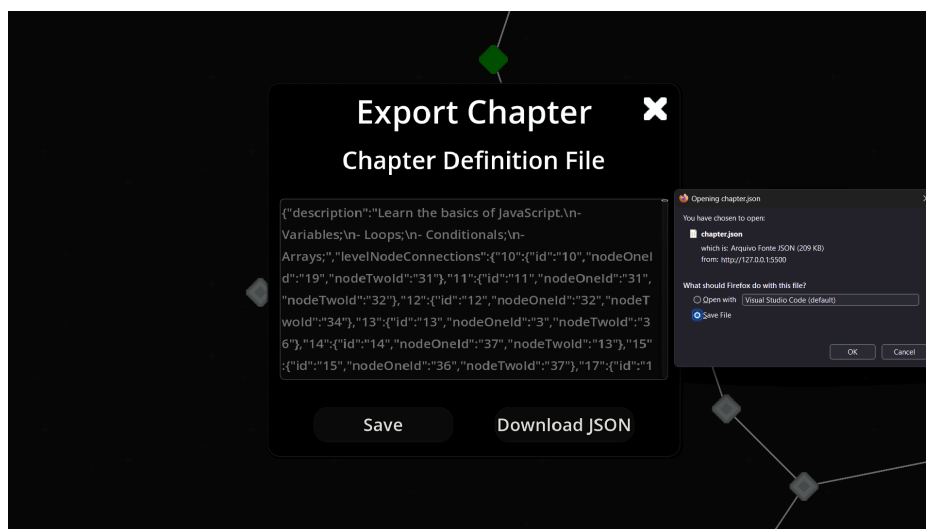 Export Chapter
Chapter Definition File
{"description":"Learn the basics of JavaScript.\n-
Variables;\n- Loops;\n- Conditionals;\n-
Arrays;","levelNodeConnections":{"10":{"id":"10","nodeOneI
d":"19","nodeTwoId":"31"},"11":{"id":"11","nodeOneId":"31",
"nodeTwoId":"32"},"12":{"id":"12","nodeOneId":"32","nodeT
woId":"34"},"13":{"id":"13","nodeOneId":"3","nodeTwoId":"3
6"},"14":{"id":"14","nodeOneId":"37","nodeTwoId":"13"},"15"
:{"id":"15","nodeOneId":"36","nodeTwoId":"37"},"17":{"id":"1
Save
Download JSON
Opening chapter.json
You have chosen to open:
chapter.json
which is: Arquivo Fonte JSON (209 KB)
from: http://127.0.0.1:5500
What should Firefox do with this file?
Open with
Visual Studio Code (default)
Save File
OK
Cancel